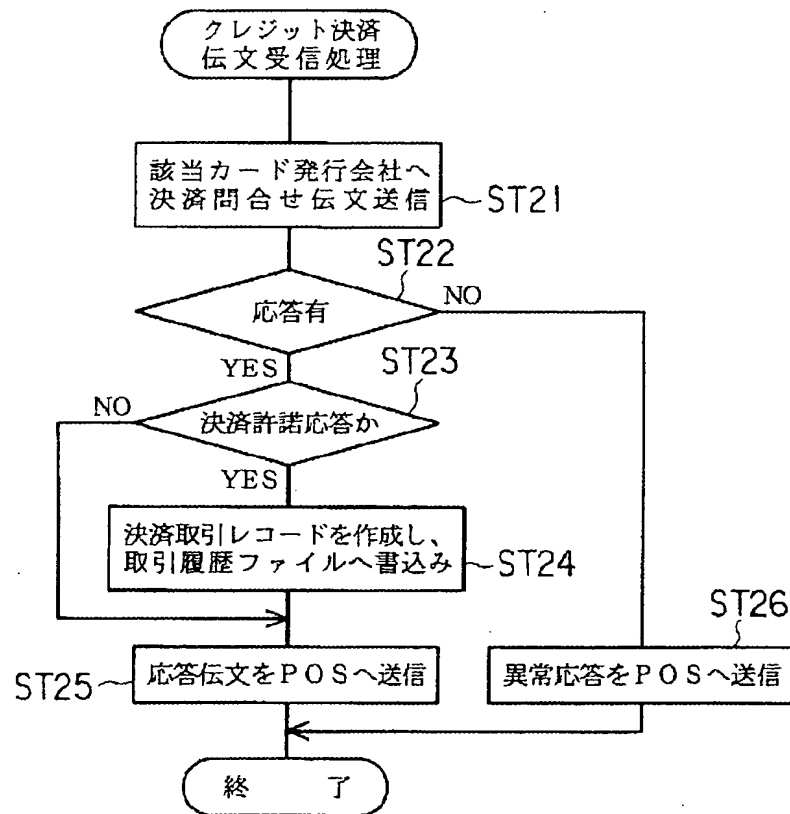 クレジット決済
伝文受信処理
該当カード発行会社へ
決済問合せ伝文送信
ST21
ST22
応答有
NO
YES
ST23
NO
決済許諾応答か
YES
決済取引レコードを作成し、
取引履歴ファイルへ書込み
ST24
ST26
ST25
応答伝文をPOSへ送信
異常応答をPOSへ送信
終 了